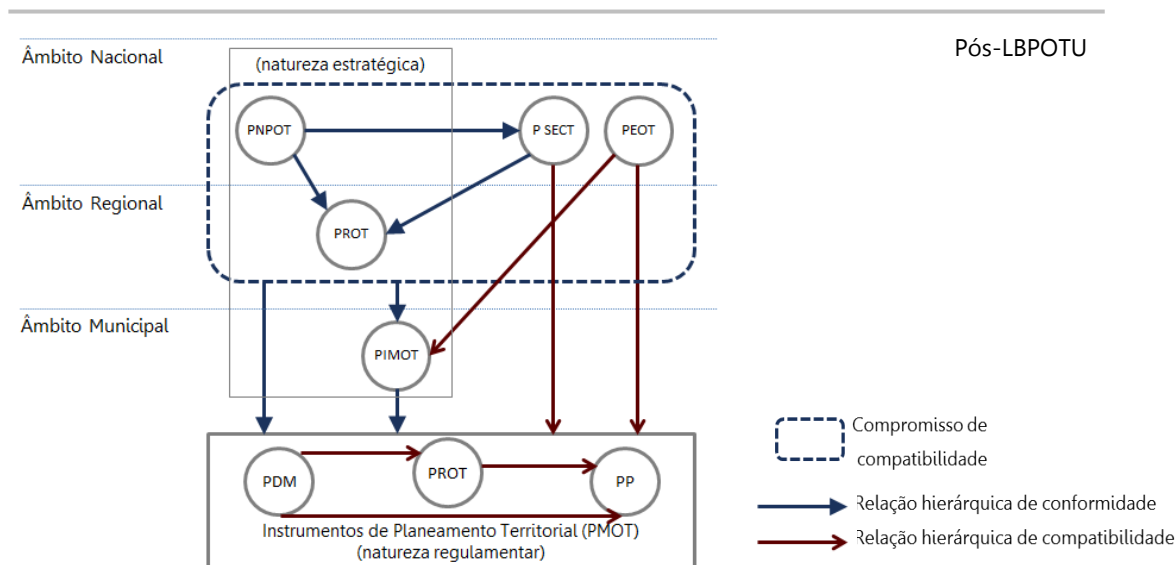 Pós-LBPOTU
Âmbito Nacional
(natureza estratégica)
PNPOT
P SECT
PEOT
Âmbito Regional
PROT
Âmbito Municipal
PIMOT
PDM
PROT
PP
Instrumentos de Planeamento Territorial (PMOT)
(natureza regulamentar)
Compromisso de
compatibilidade
Relação hierárquica de conformidade
Relação hierárquica de compatibilidade